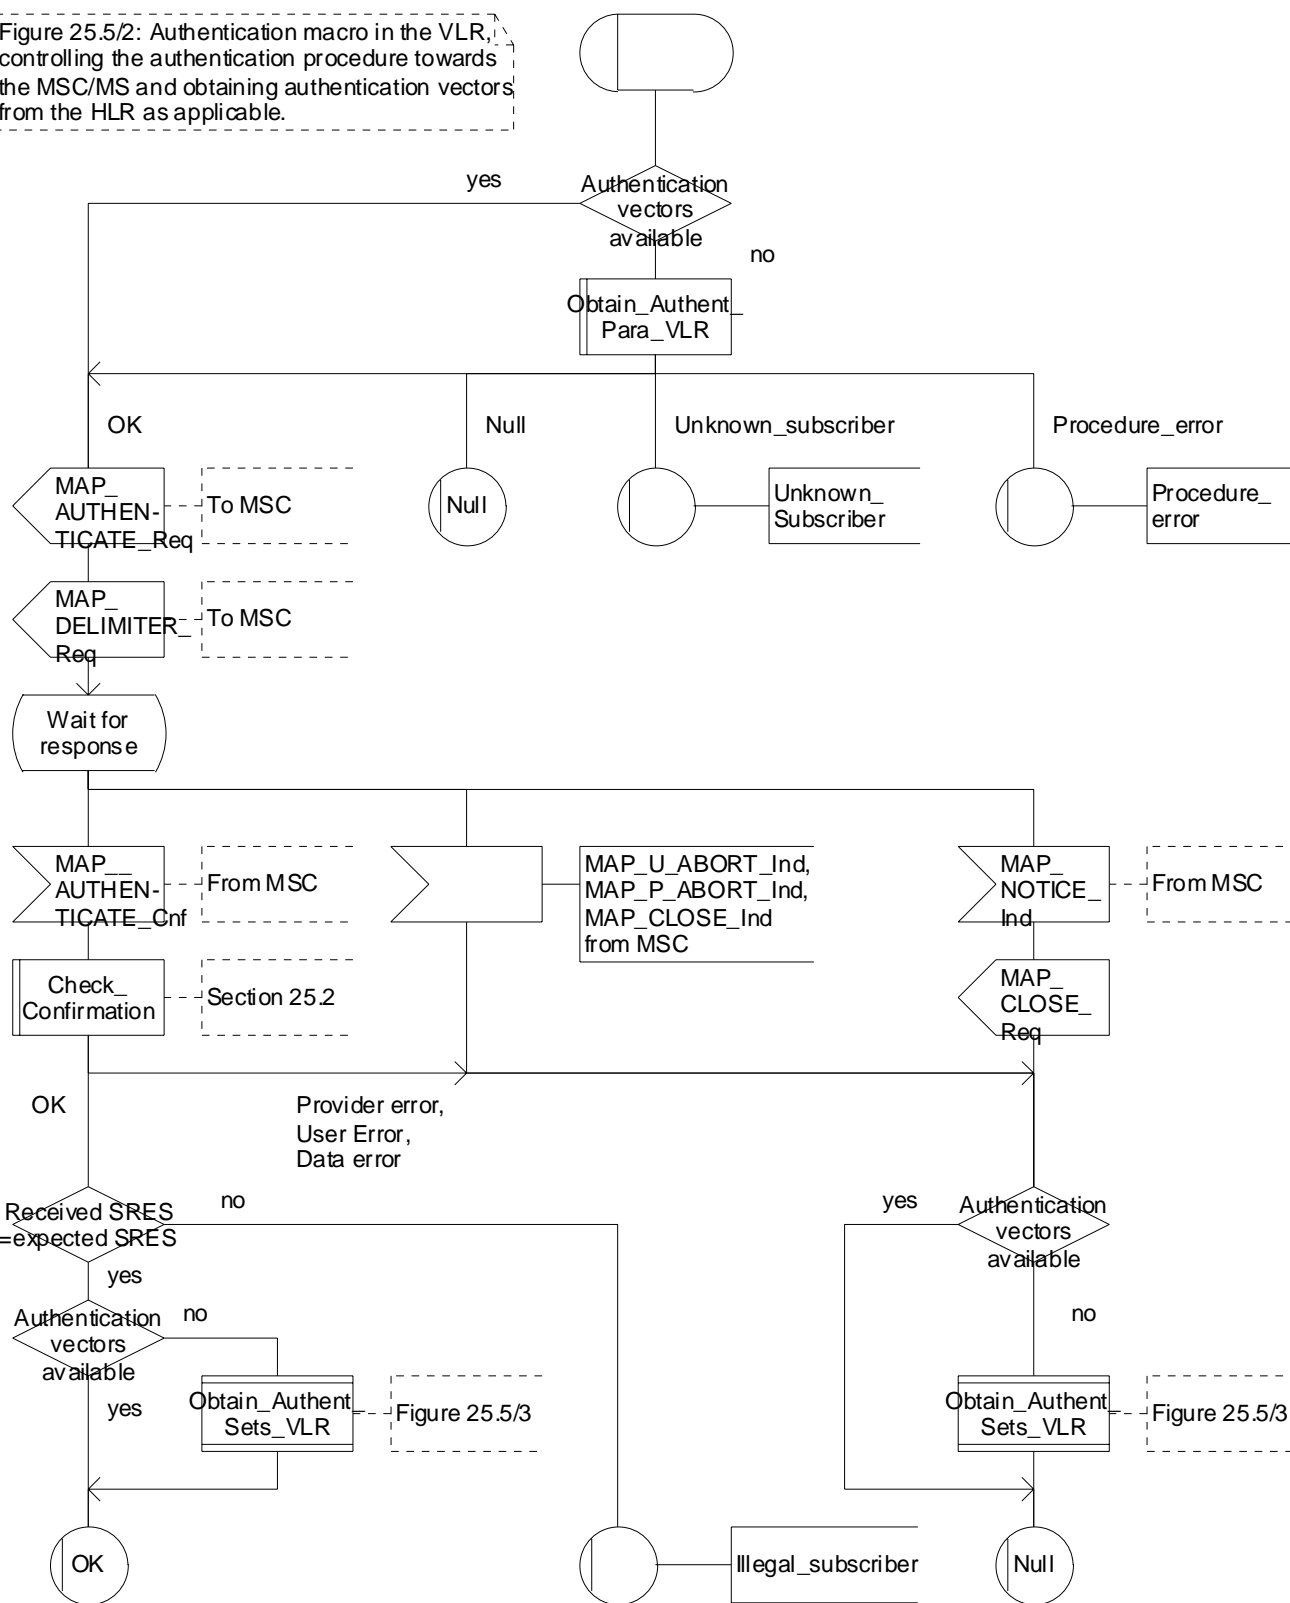 Figure 25.5/2: Authentication macro in the VLR,
controlling the authentication procedure towards
the MSC/MS and obtaining authentication vectors
from the HLR as applicable.
yes
Authentication
vectors
available
no
Obtain_Authent_
Para_VLR
OK
Null
Unknown_subscriber
Procedure_error
MAP_
AUTHEN-
TICATE_Req
To MSC
Null
Unknown_
Subscriber
Procedure_
error
MAP_
DELIMITER_
Req
To MSC
Wait for
response
MAP__
AUTHEN-
TICATE_Cnf
From MSC
MAP_U_ABORT_Ind,
MAP_P_ABORT_Ind,
MAP_CLOSE_Ind
from MSC
MAP_
NOTICE_
Ind
From MSC
Check_
Confirmation
Section 25.2
MAP_
CLOSE_
Req
OK
Provider error,
User Error,
Data error
Received SRES
=expected SRES
no
yes
yes
Authentication
vectors
available
no
Authentication
vectors
available
no
yes
Obtain_Authent_
Sets_VLR
Figure 25.5/3
Obtain_Authent_
Sets_VLR
Figure 25.5/3
OK
Illegal_subscriber
Null